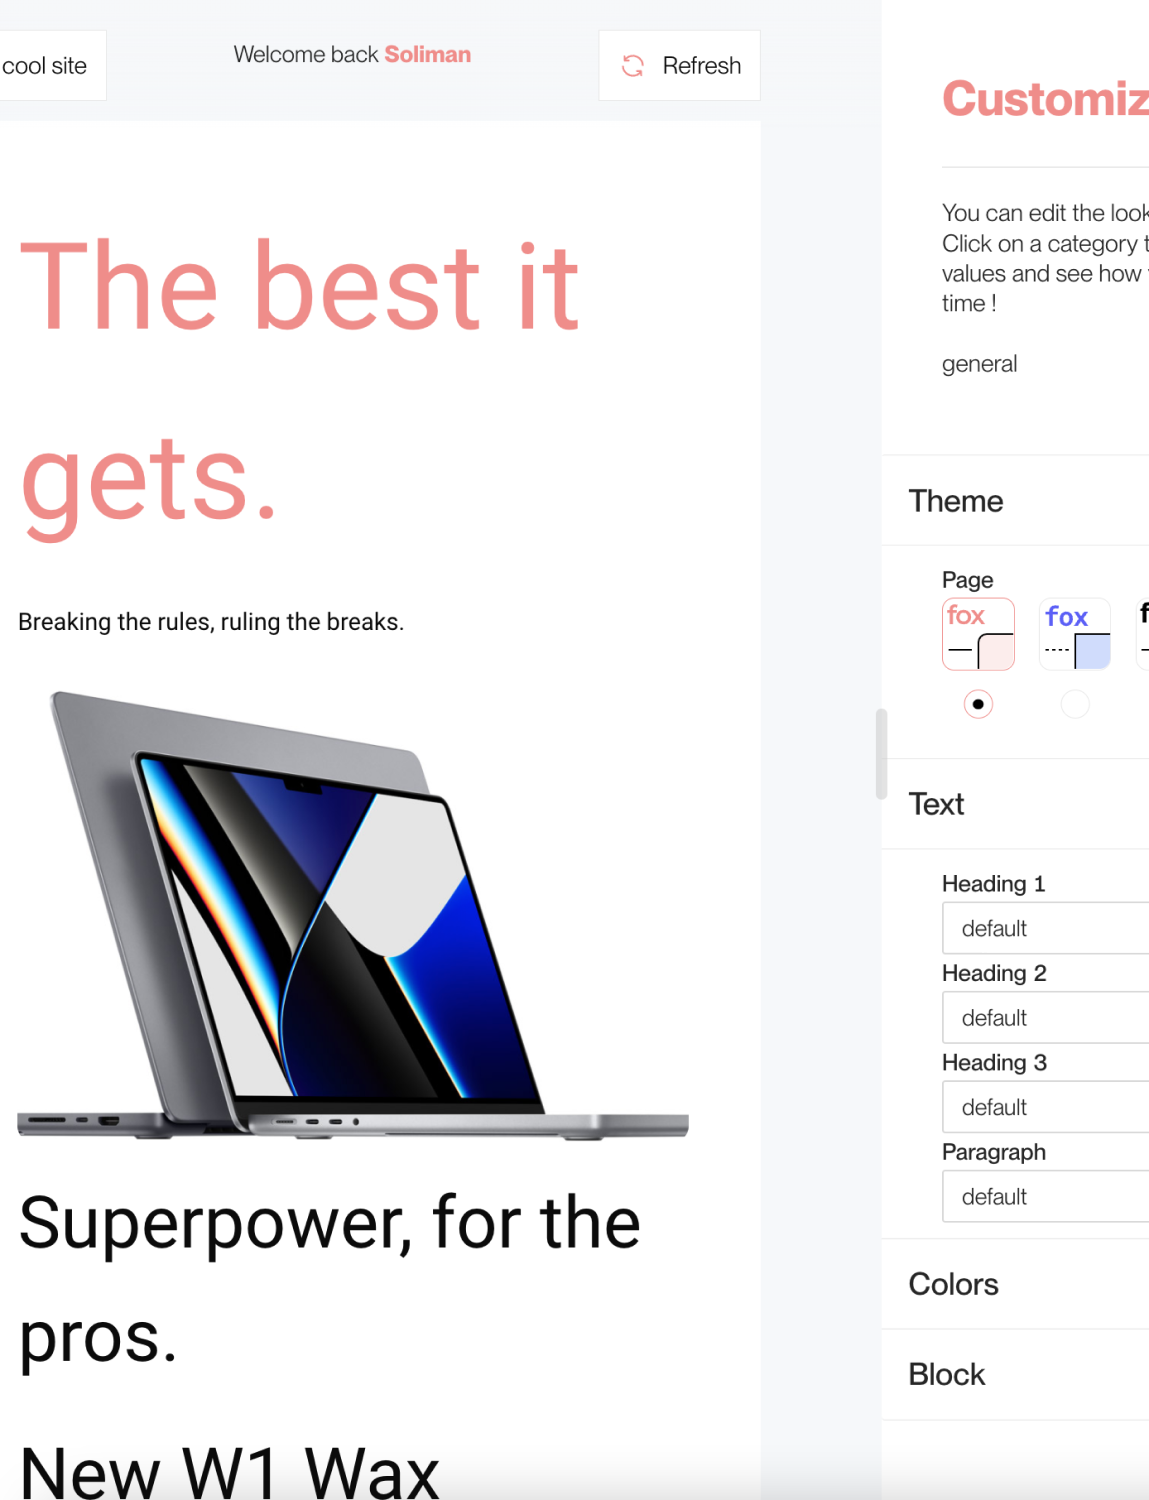 cool site
Welcome back Soliman
Refresh
The best it
gets.
Breaking the rules, ruling the breaks.
Superpower, for the
pros.
New W1 Wax
Customiz
You can edit the look
Click on a category t
values and see how
time !
general
Theme
Page
fox
fox
f
Text
Heading 1
default
Heading 2
default
Heading 3
default
Paragraph
default
Colors
Block